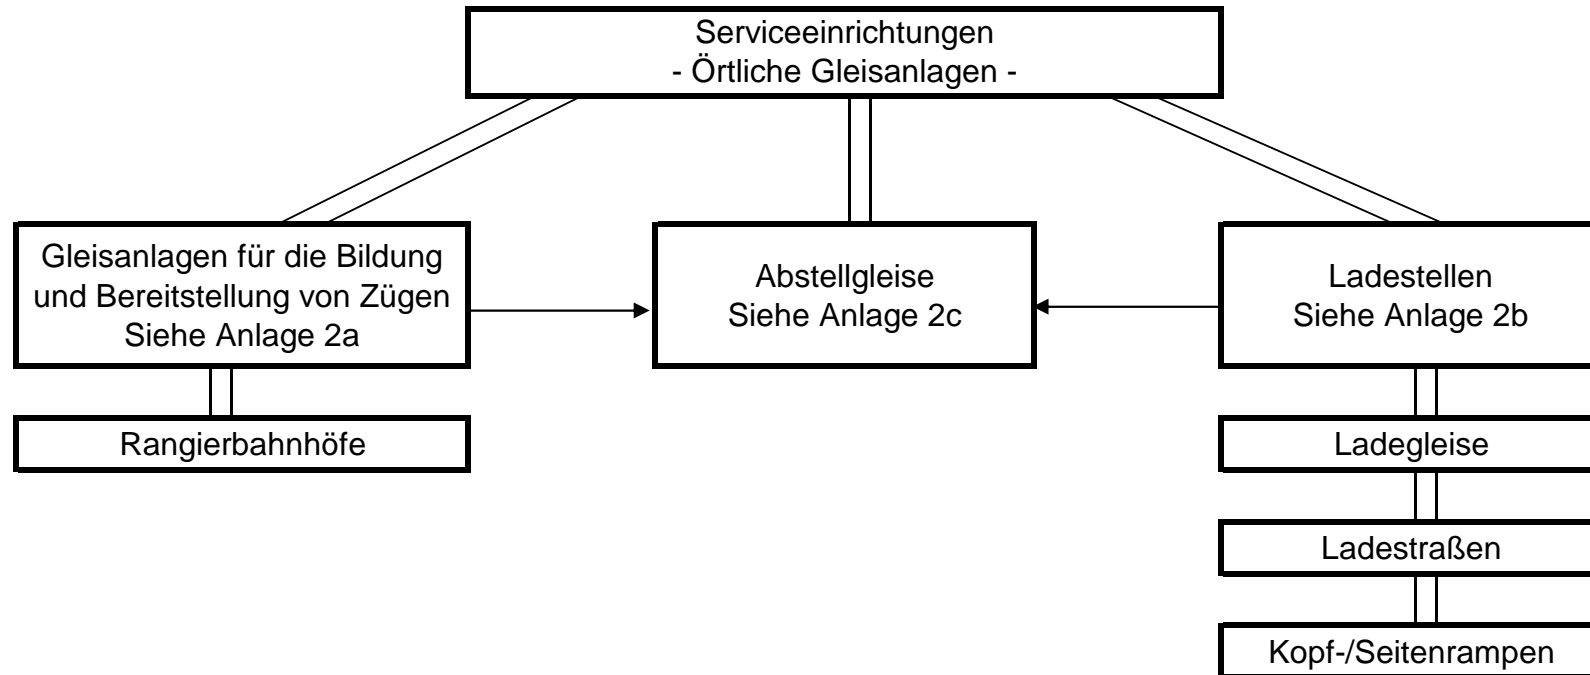 Serviceeinrichtungen
- Örtliche Gleisanlagen -
Gleisanlagen für die Bildung
und Bereitstellung von Zügen
Siehe Anlage 2a
Abstellgleise
Siehe Anlage 2c
Ladestellen
Siehe Anlage 2b
Rangierbahnhöfe
Ladegleise
Ladestraßen
Kopf-/Seitenrampen